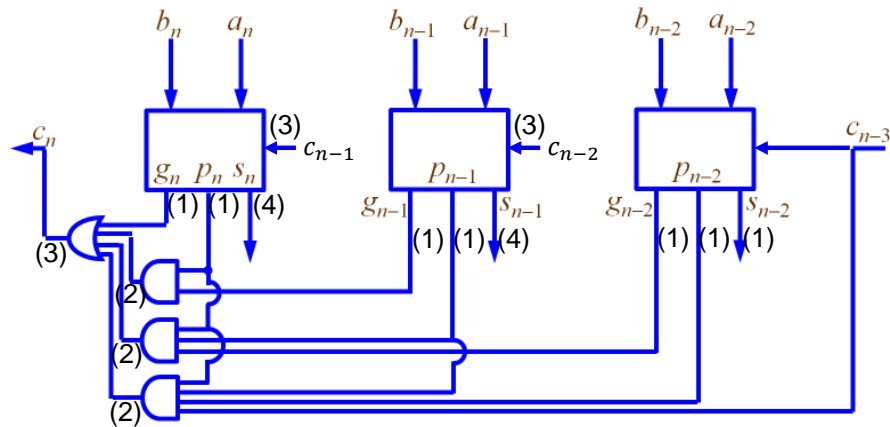 b_n a_n b_{n-1} a_{n-1} b_{n-2} a_{n-2}
c_n (3) c_{n-1} (3) c_{n-2} c_{n-3}
g_n p_n s_n p_{n-1} p_{n-2}
(1) (1) (4) g_{n-1} s_{n-1} g_{n-2} s_{n-2}
(3) (1) (1) (4) (1) (1) (1)
(2)
(2)
(2)